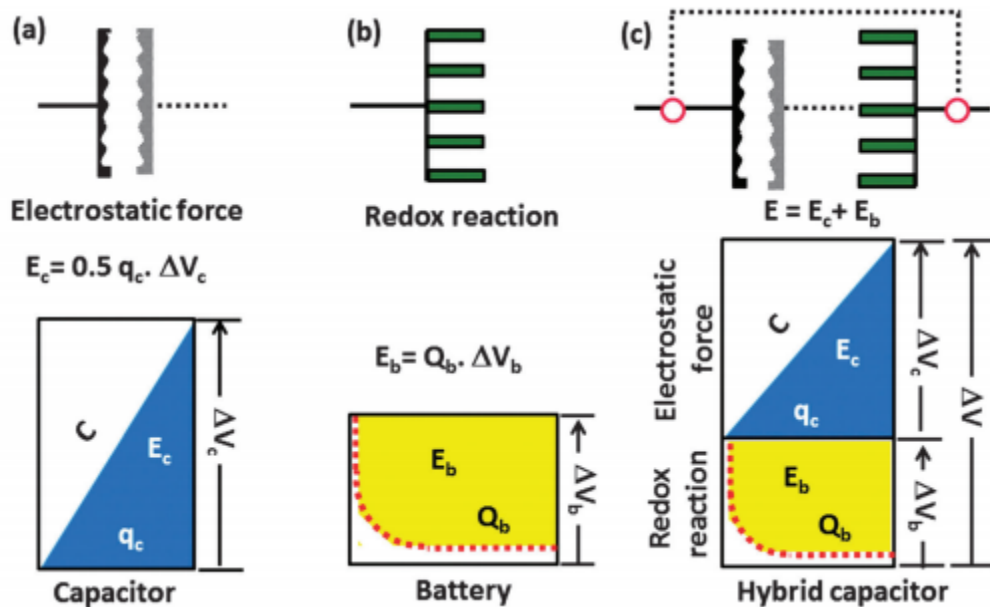 (a)
Electrostatic force
E_c= 0.5 q_c. ΔV_c
C
E_c
q_c
ΔV_c
Capacitor
(b)
Redox reaction
E_b= Q_b. ΔV_b
E_b
Q_b
ΔV_b
Battery
(c)
E = E_c+ E_b
Electrostatic
force
C
E_c
q_c
ΔV_c
ΔV
Redox
reaction
E_b
Q_b
ΔV_b
Hybrid capacitor